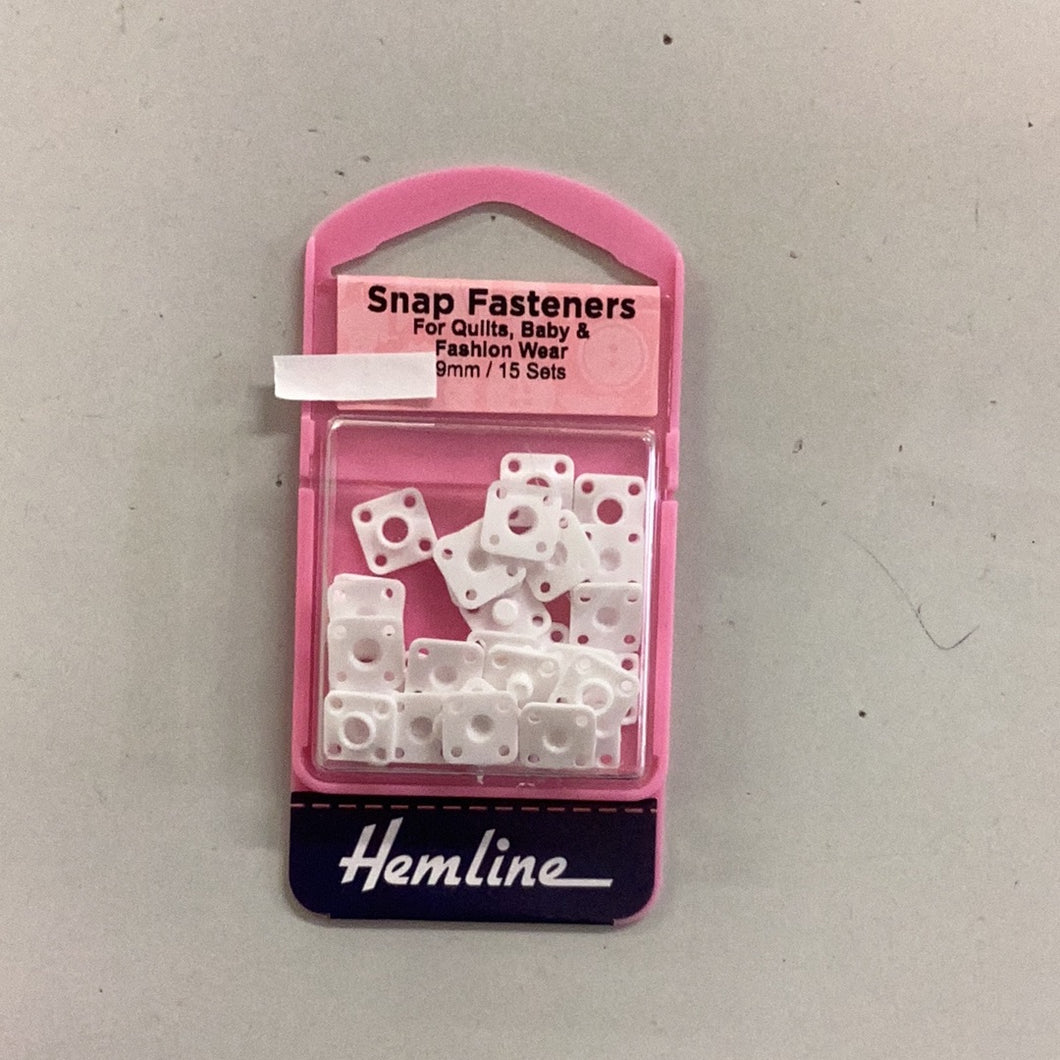 Snap Fasteners
For Quilts, Baby &
Fashion Wear
9mm / 15 Sets
Hemline